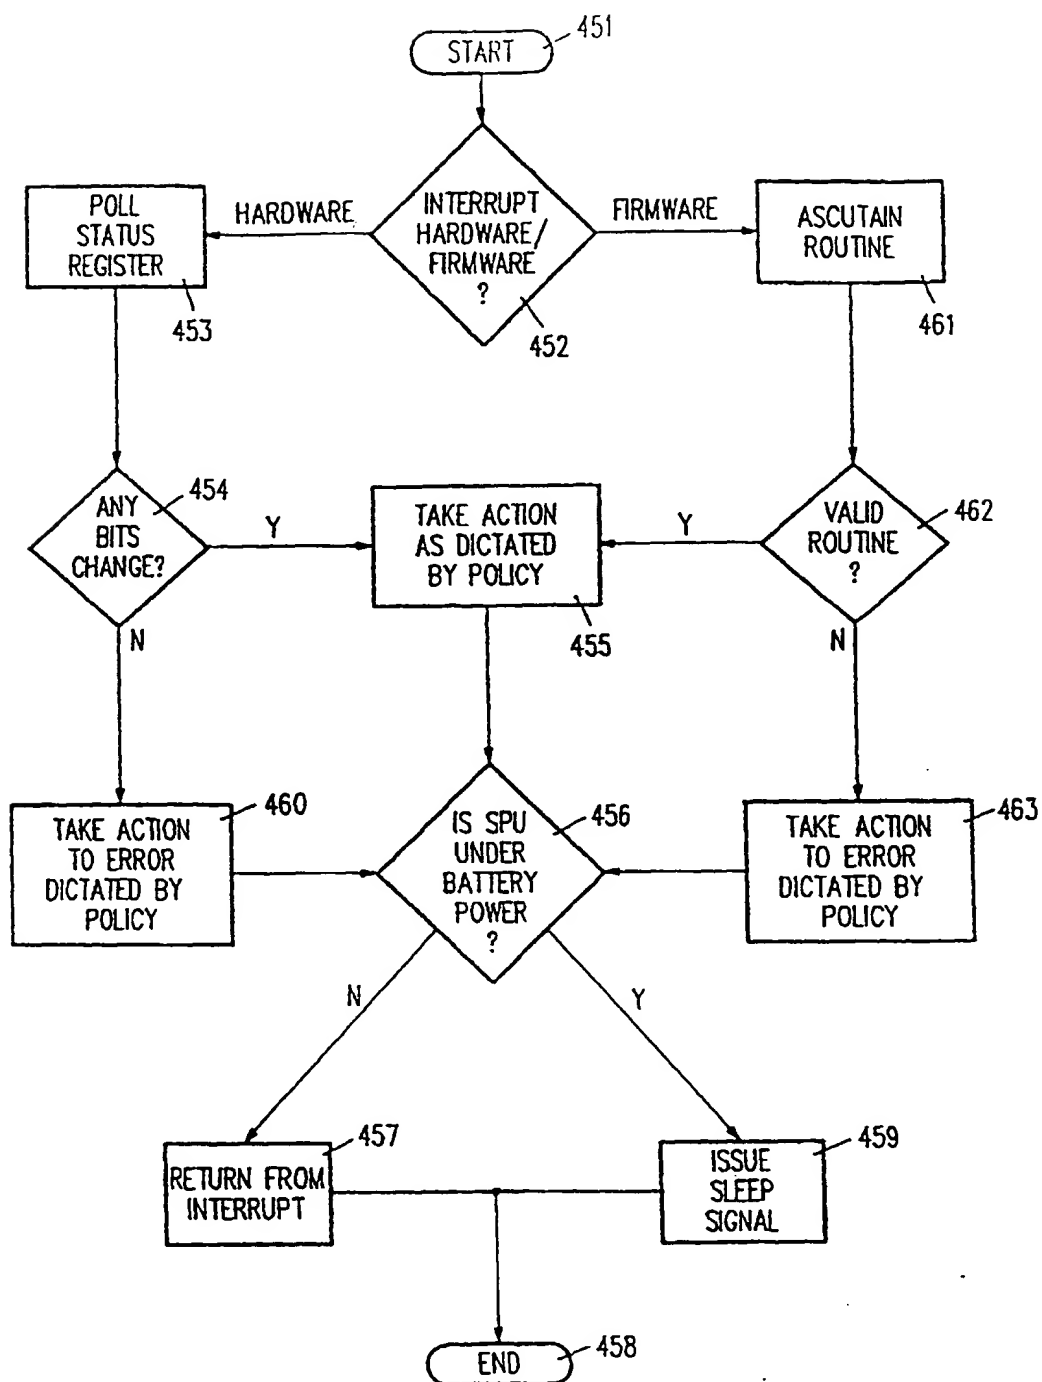 451
START
INTERRUPT
HARDWARE/
FIRMWARE
?
452
HARDWARE
FIRMWARE
POLL
STATUS
REGISTER
453
ASCUTAIN
ROUTINE
461
ANY
BITS
CHANGE?
454
Y
N
TAKE ACTION
AS DICTATED
BY POLICY
455
VALID
ROUTINE
?
462
Y
N
TAKE ACTION
TO ERROR
DICTATED BY
POLICY
460
IS SPU
UNDER
BATTERY
POWER
?
456
TAKE ACTION
TO ERROR
DICTATED BY
POLICY
463
N
Y
RETURN FROM
INTERRUPT
457
ISSUE
SLEEP
SIGNAL
459
END
458